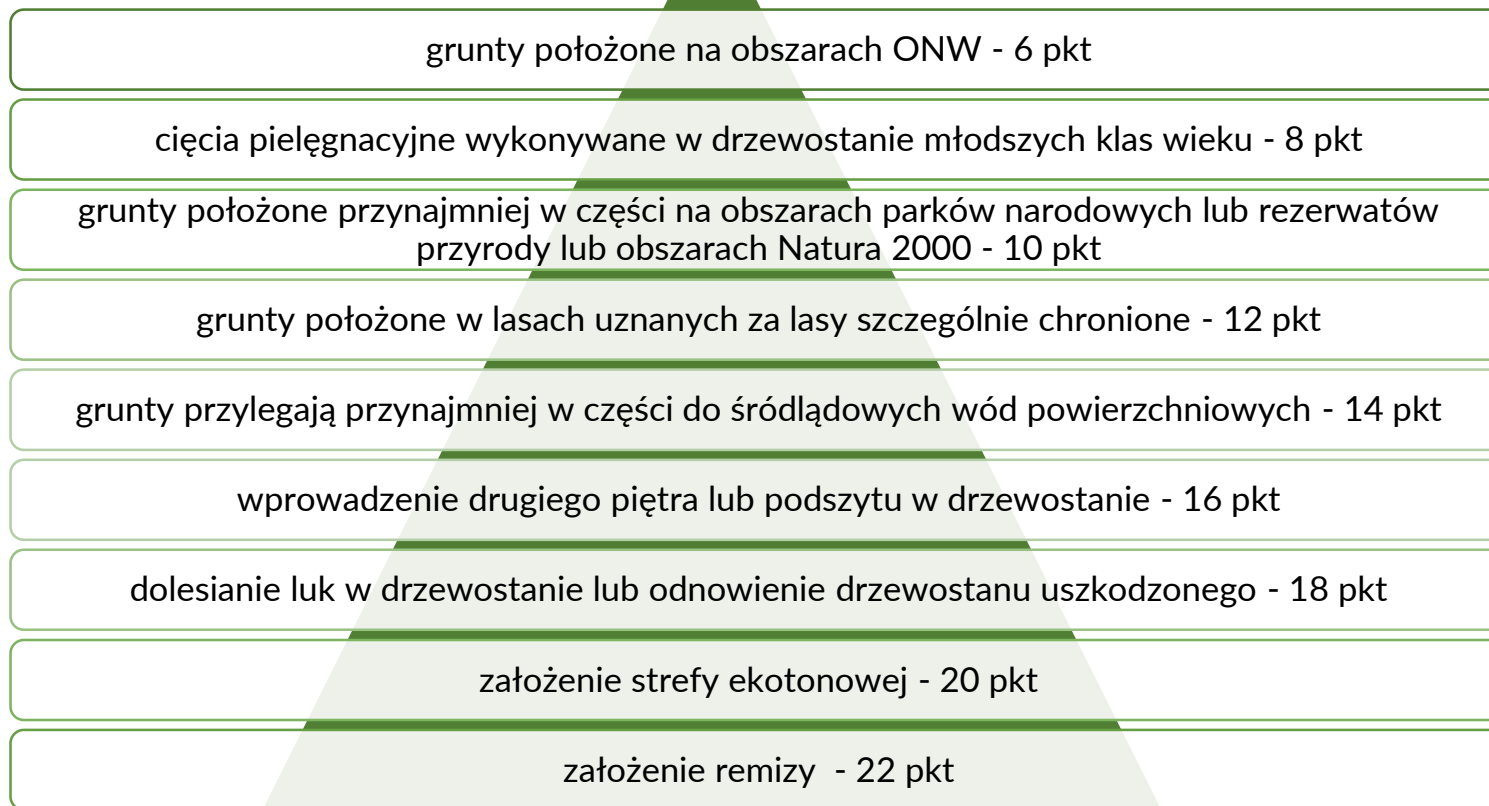 grunty położone na obszarach ONW - 6 pkt
cięcia pielęgnacyjne wykonywane w drzewostanie młodszych klas wieku - 8 pkt
grunty położone przynajmniej w części na obszarach parków narodowych lub rezerwatów
przyrody lub obszarach Natura 2000 - 10 pkt
grunty położone w lasach uznanych za lasy szczególnie chronione - 12 pkt
grunty przylegają przynajmniej w części do śródlądowych wód powierzchniowych - 14 pkt
wprowadzenie drugiego piętra lub podszytu w drzewostanie - 16 pkt
dolesianie luk w drzewostanie lub odnowienie drzewostanu uszkodzonego - 18 pkt
założenie strefy ekotonowej - 20 pkt
założenie remizy  - 22 pkt